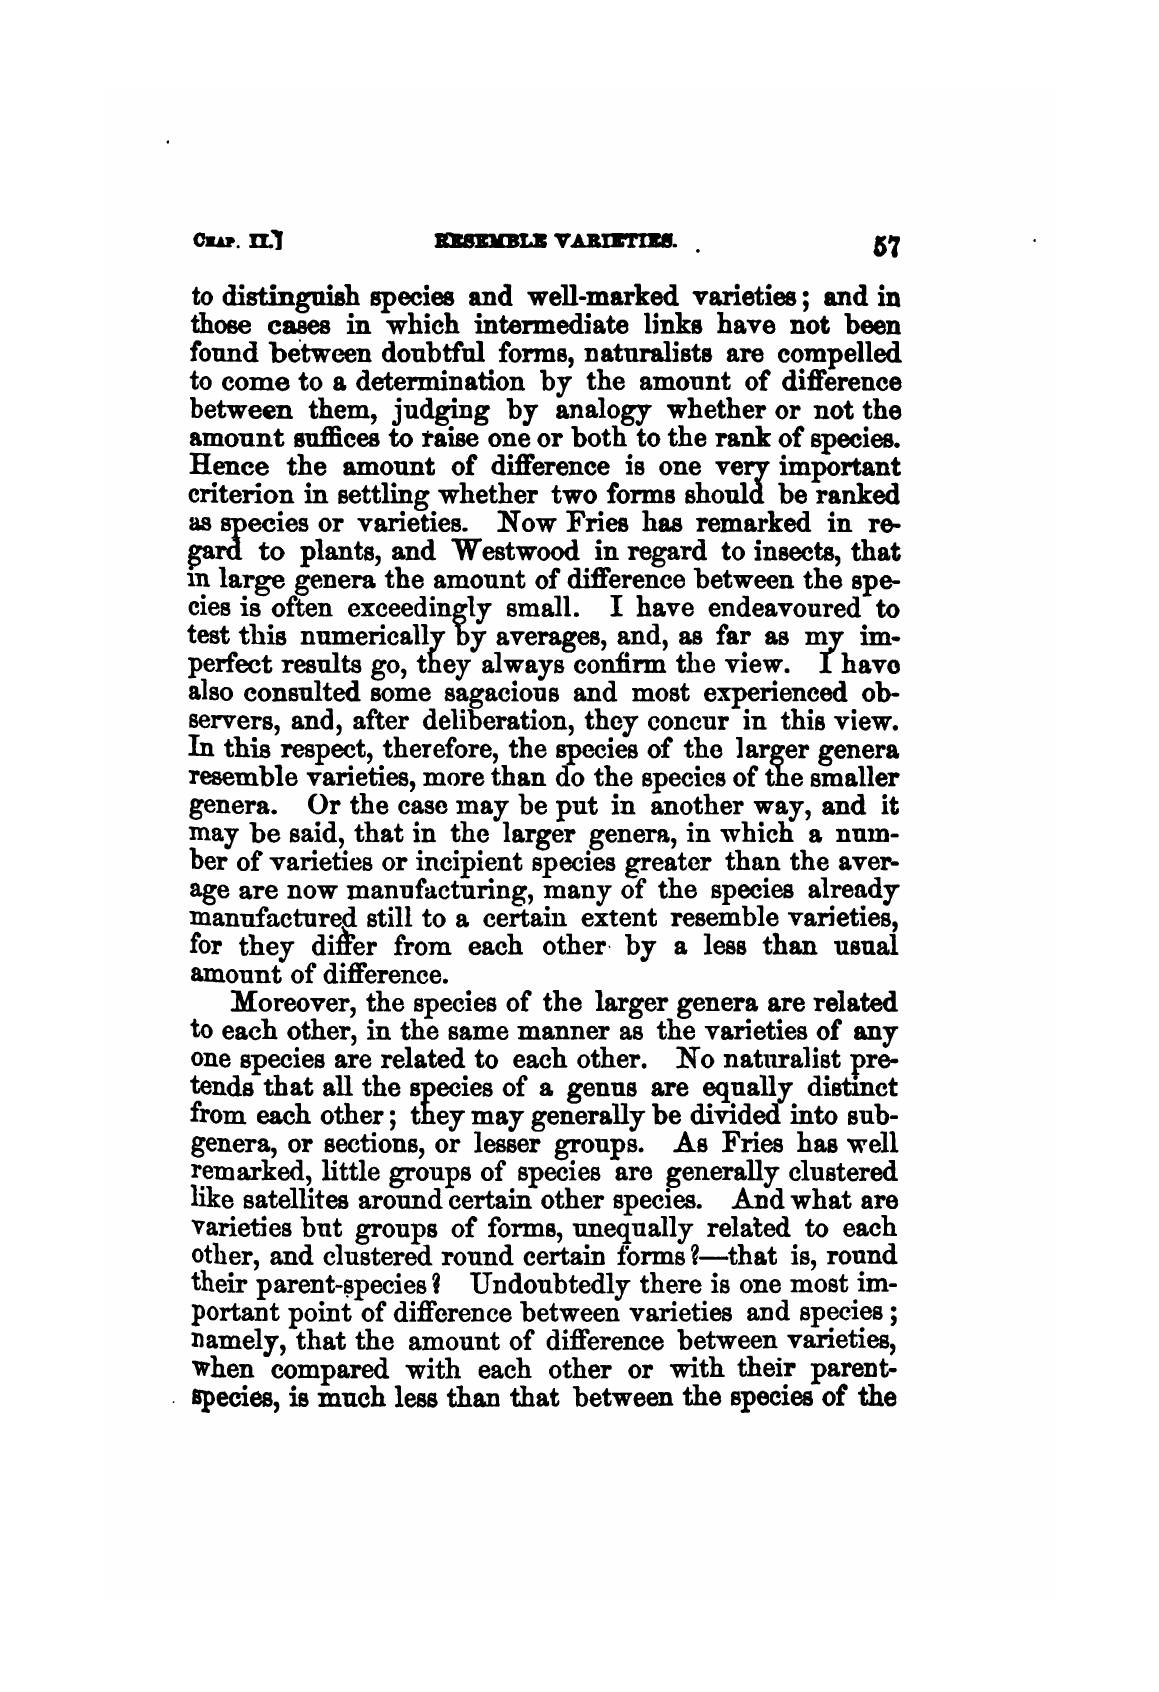 CHAP. II.] RESEMBLE VARIETIES. 57
to distinguish species and well-marked varieties; and in
those cases in which intermediate links have not been
found between doubtful forms, naturalists are compelled
to come to a determination by the amount of difference
between them, judging by analogy whether or not the
amount suffices to raise one or both to the rank of species.
Hence the amount of difference is one very important
criterion in settling whether two forms should be ranked
as species or varieties. Now Fries has remarked in re-
gard to plants, and Westwood in regard to insects, that
in large genera the amount of difference between the spe-
cies is often exceedingly small. I have endeavoured to
test this numerically by averages, and, as far as my im-
perfect results go, they always confirm the view. I have
also consulted some sagacious and most experienced ob-
servers, and, after deliberation, they concur in this view.
In this respect, therefore, the species of the larger genera
resemble varieties, more than do the species of the smaller
genera. Or the case may be put in another way, and it
may be said, that in the larger genera, in which a num-
ber of varieties or incipient species greater than the aver-
age are now manufacturing, many of the species already
manufactured still to a certain extent resemble varieties,
for they differ from each other by a less than usual
amount of difference.
Moreover, the species of the larger genera are related
to each other, in the same manner as the varieties of any
one species are related to each other. No naturalist pre-
tends that all the species of a genus are equally distinct
from each other; they may generally be divided into sub-
genera, or sections, or lesser groups. As Fries has well
remarked, little groups of species are generally clustered
like satellites around certain other species. And what are
varieties but groups of forms, unequally related to each
other, and clustered round certain forms?—that is, round
their parent-species? Undoubtedly there is one most im-
portant point of difference between varieties and species;
namely, that the amount of difference between varieties,
when compared with each other or with their parent-
species, is much less than that between the species of the